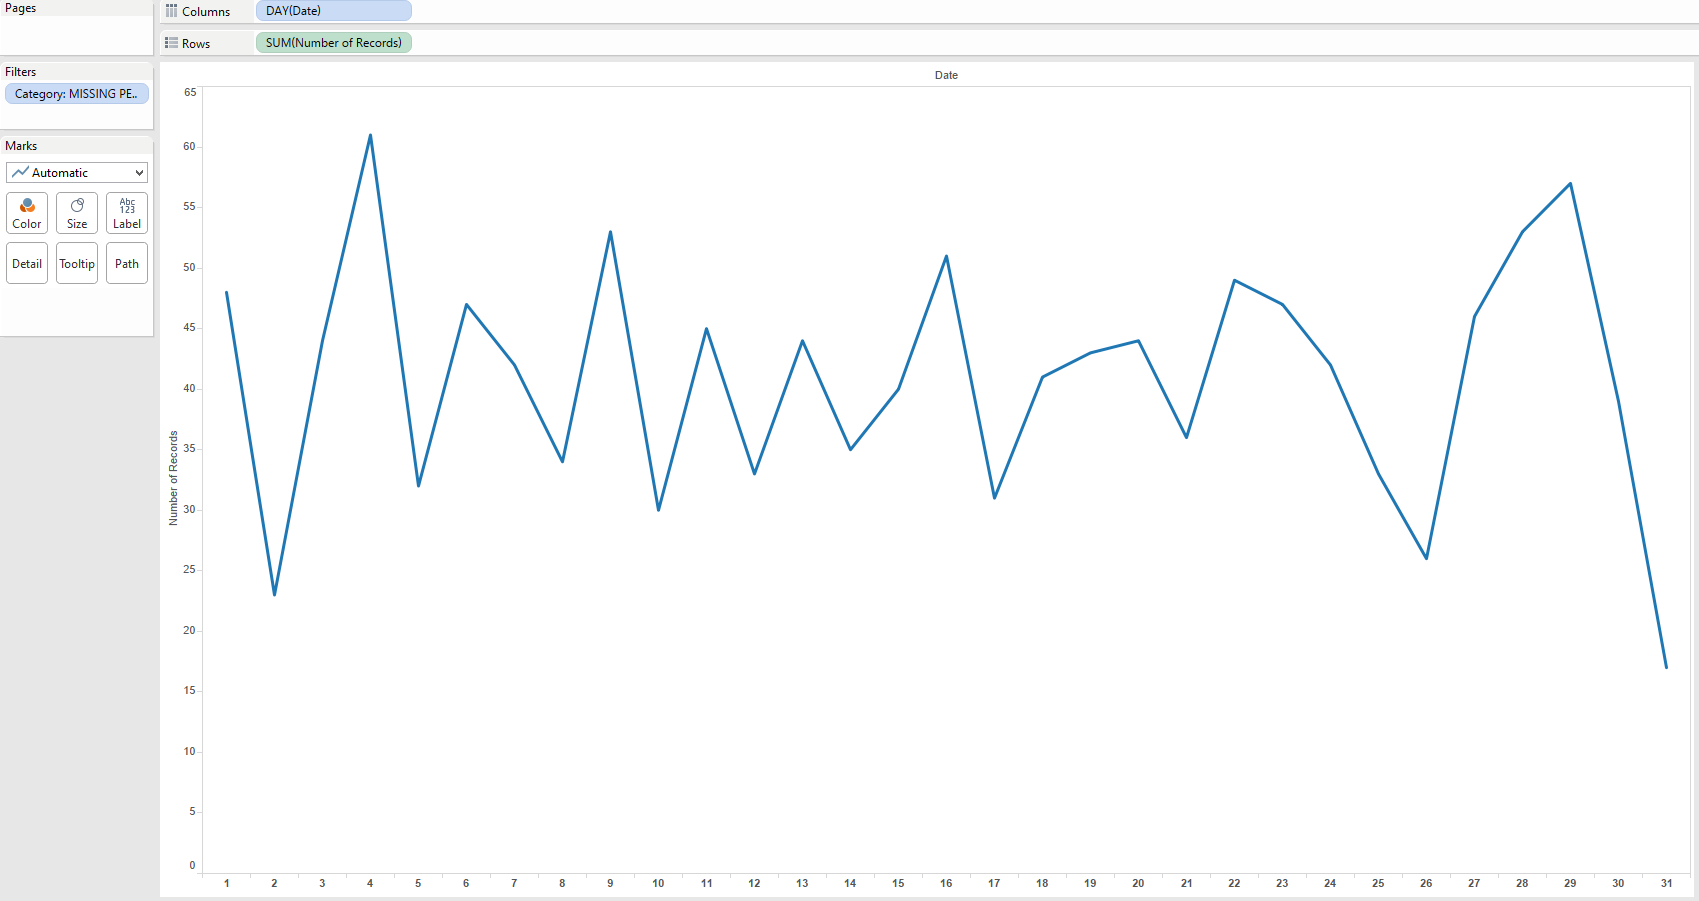 Pages
Columns
DAY(Date)
Rows
SUM(Number of Records)
Filters
Category: MISSING PE..
Marks
Automatic
Color
Size
Abc
123
Label
Detail
Tooltip
Path
Date
Number of Records
65
60
55
50
45
40
35
30
25
20
15
10
5
0
1 2 3 4 5 6 7 8 9 10 11 12 13 14 15 16 17 18 19 20 21 22 23 24 25 26 27 28 29 30 31